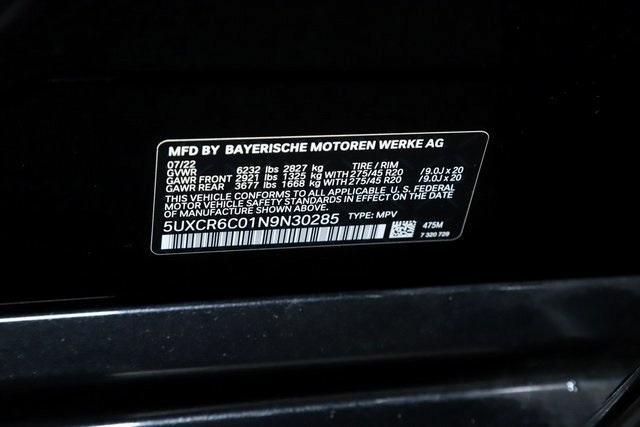 MFD BY BAYERISCHE MOTOREN WERKE AG
07/22 TIRE / RIM
GVWR 6232 lbs 2827 kg
GAWR FRONT 2921 lbs 1325 kg WITH 275/45 R20 / 9.0J x 20
GAWR REAR 3677 lbs 1668 kg WITH 275/45 R20 / 9.0J x 20
THIS VEHICLE CONFORMS TO ALL APPLICABLE U. S. FEDERAL
MOTOR VEHICLE SAFETY STANDARDS IN EFFECT ON THE DATE
OF MANUFACTURE SHOWN ABOVE.
5UXCR6C01N9N30285 TYPE: MPV
475M
7 320 729